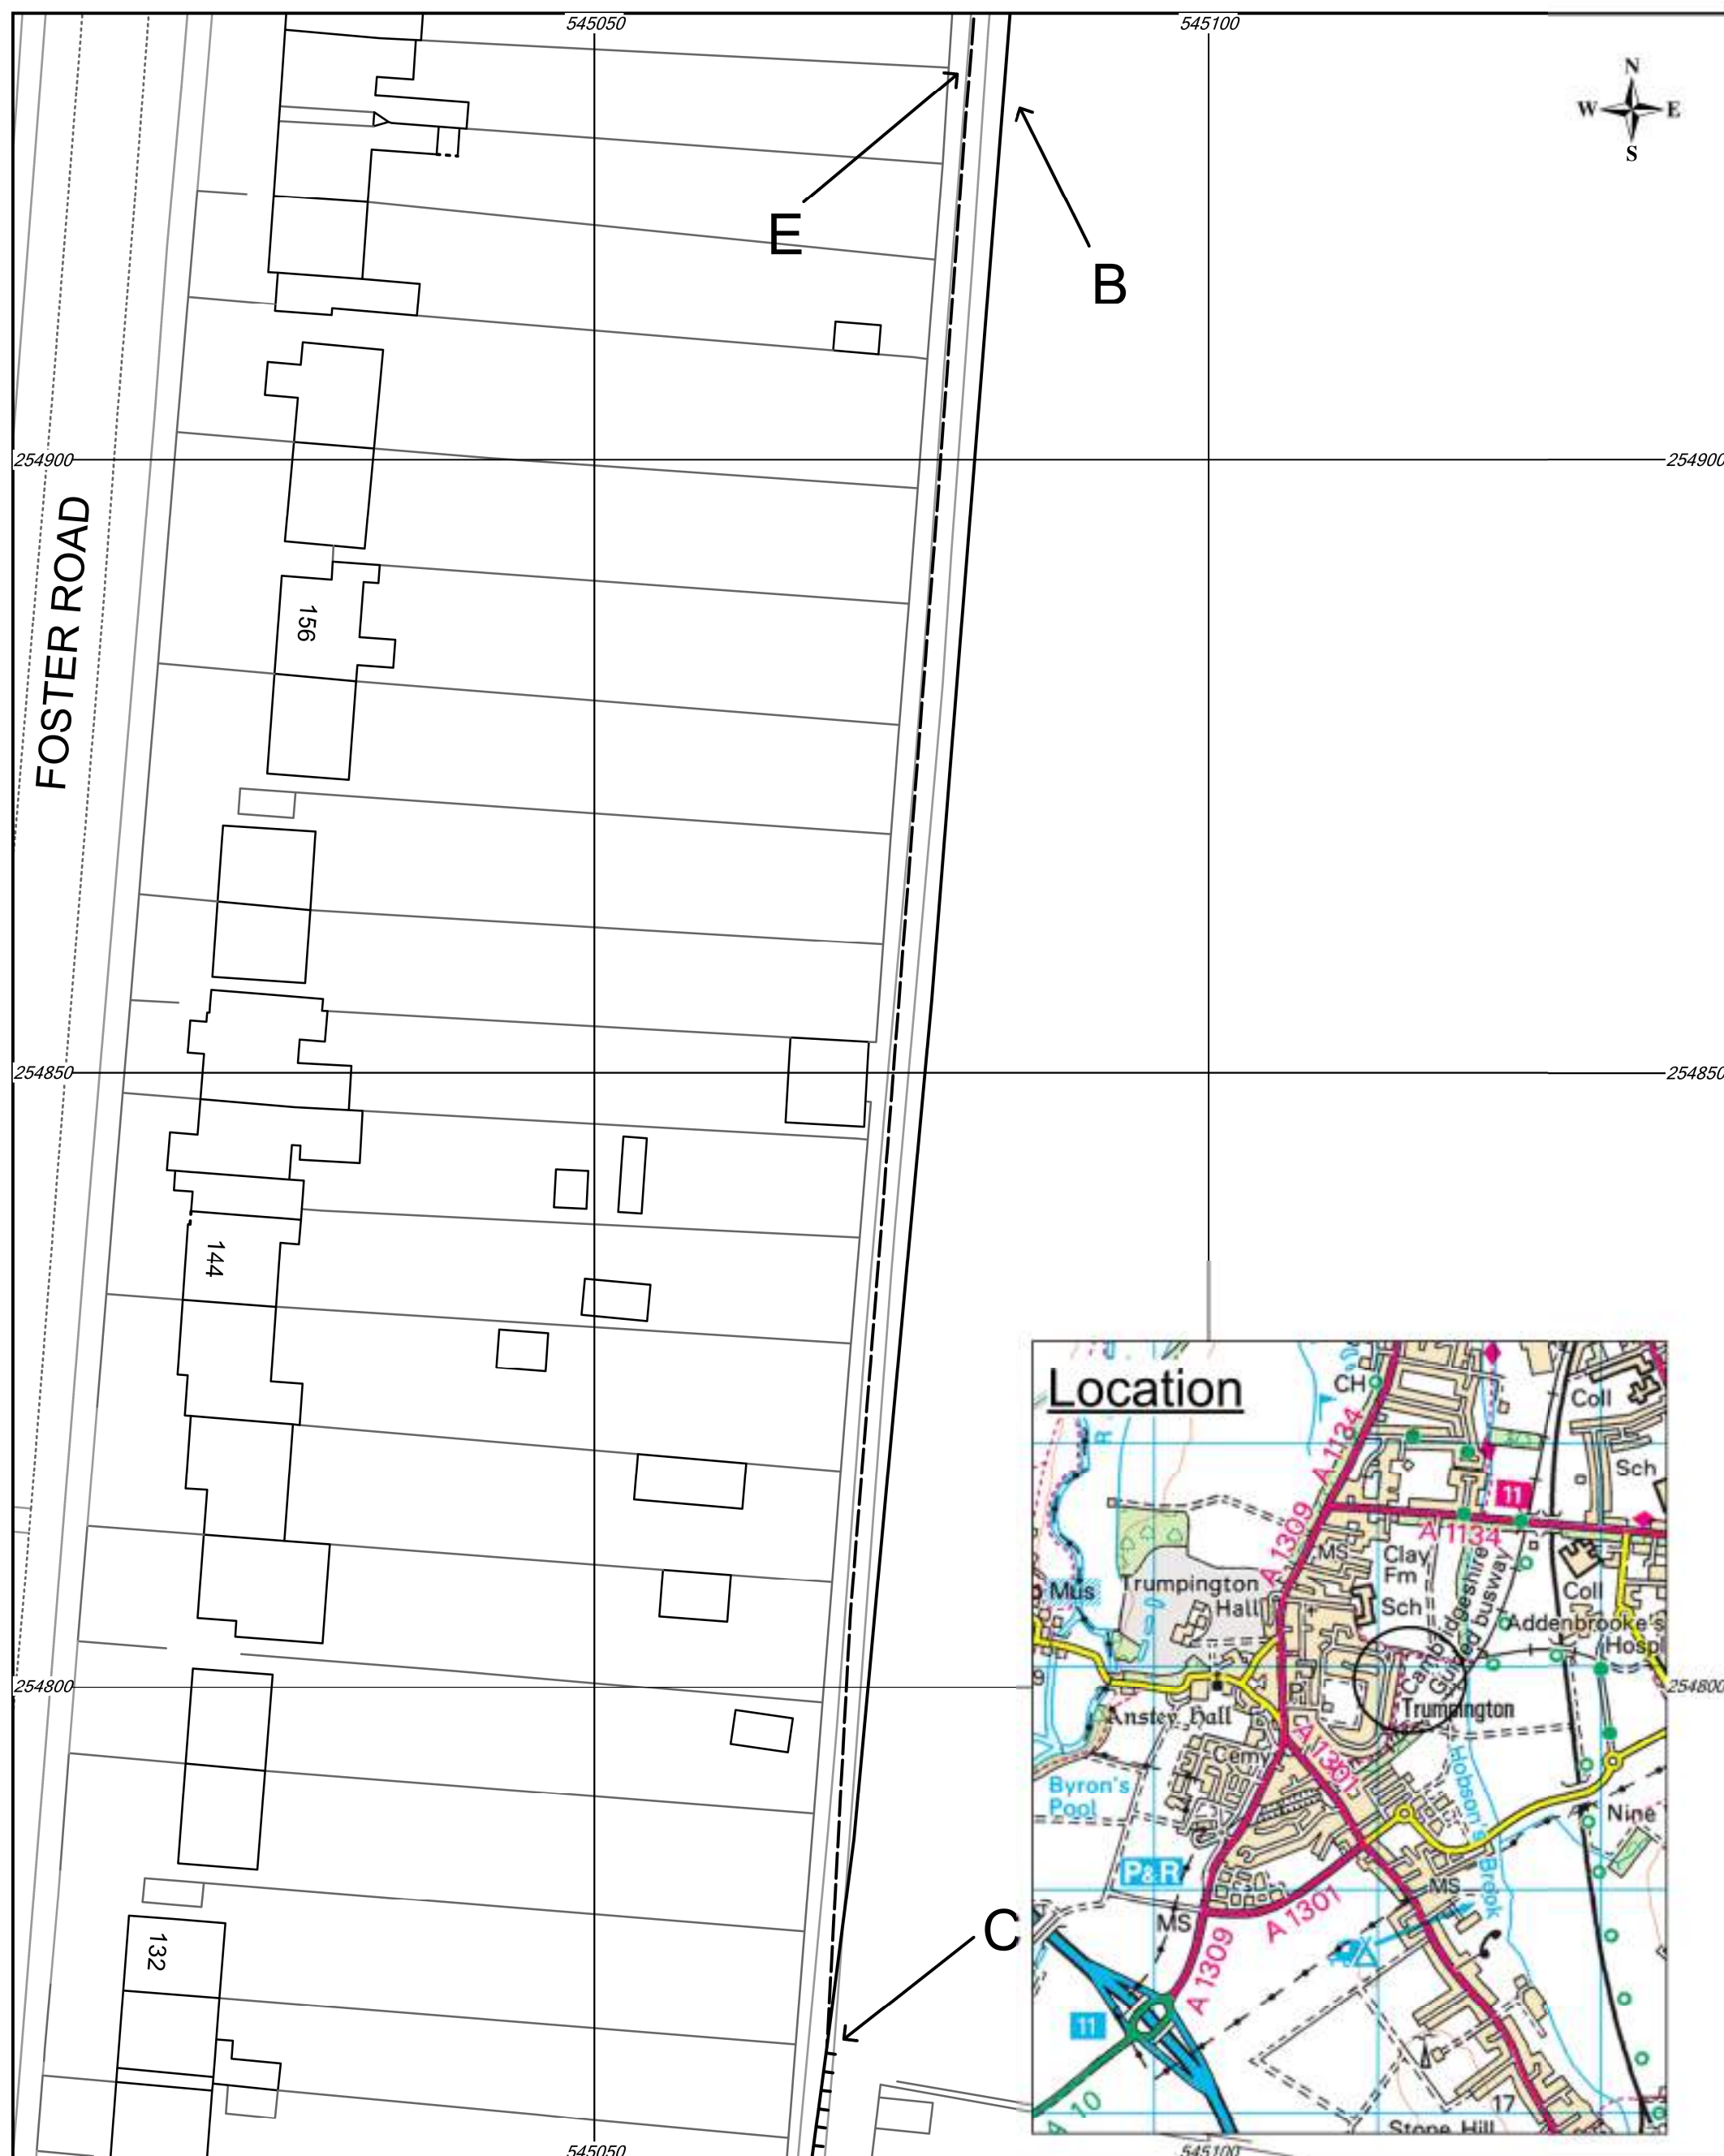 545050
545100
N
W E
S
E
B
254900
254900
FOSTER ROAD
156
254850
254850
144
Location
CH
Coll
A 1134
R
Sch
11
A 1309
A 1134
MS
Clay
Fm
Mus
Trumpington
Hall
Sch
Coll
Cambridgeshire
Guided busway
Addenbrooke's
Hospl
9
254800
254800
P
Trumpington
Anstey Hall
A 1301
Cemy
Byron's
Pool
Hobson's
Brook
Nine
P&R
MS
C
MS
A 1301
132
A 1309
11
17
A 10
Stone Hill
545050
545100